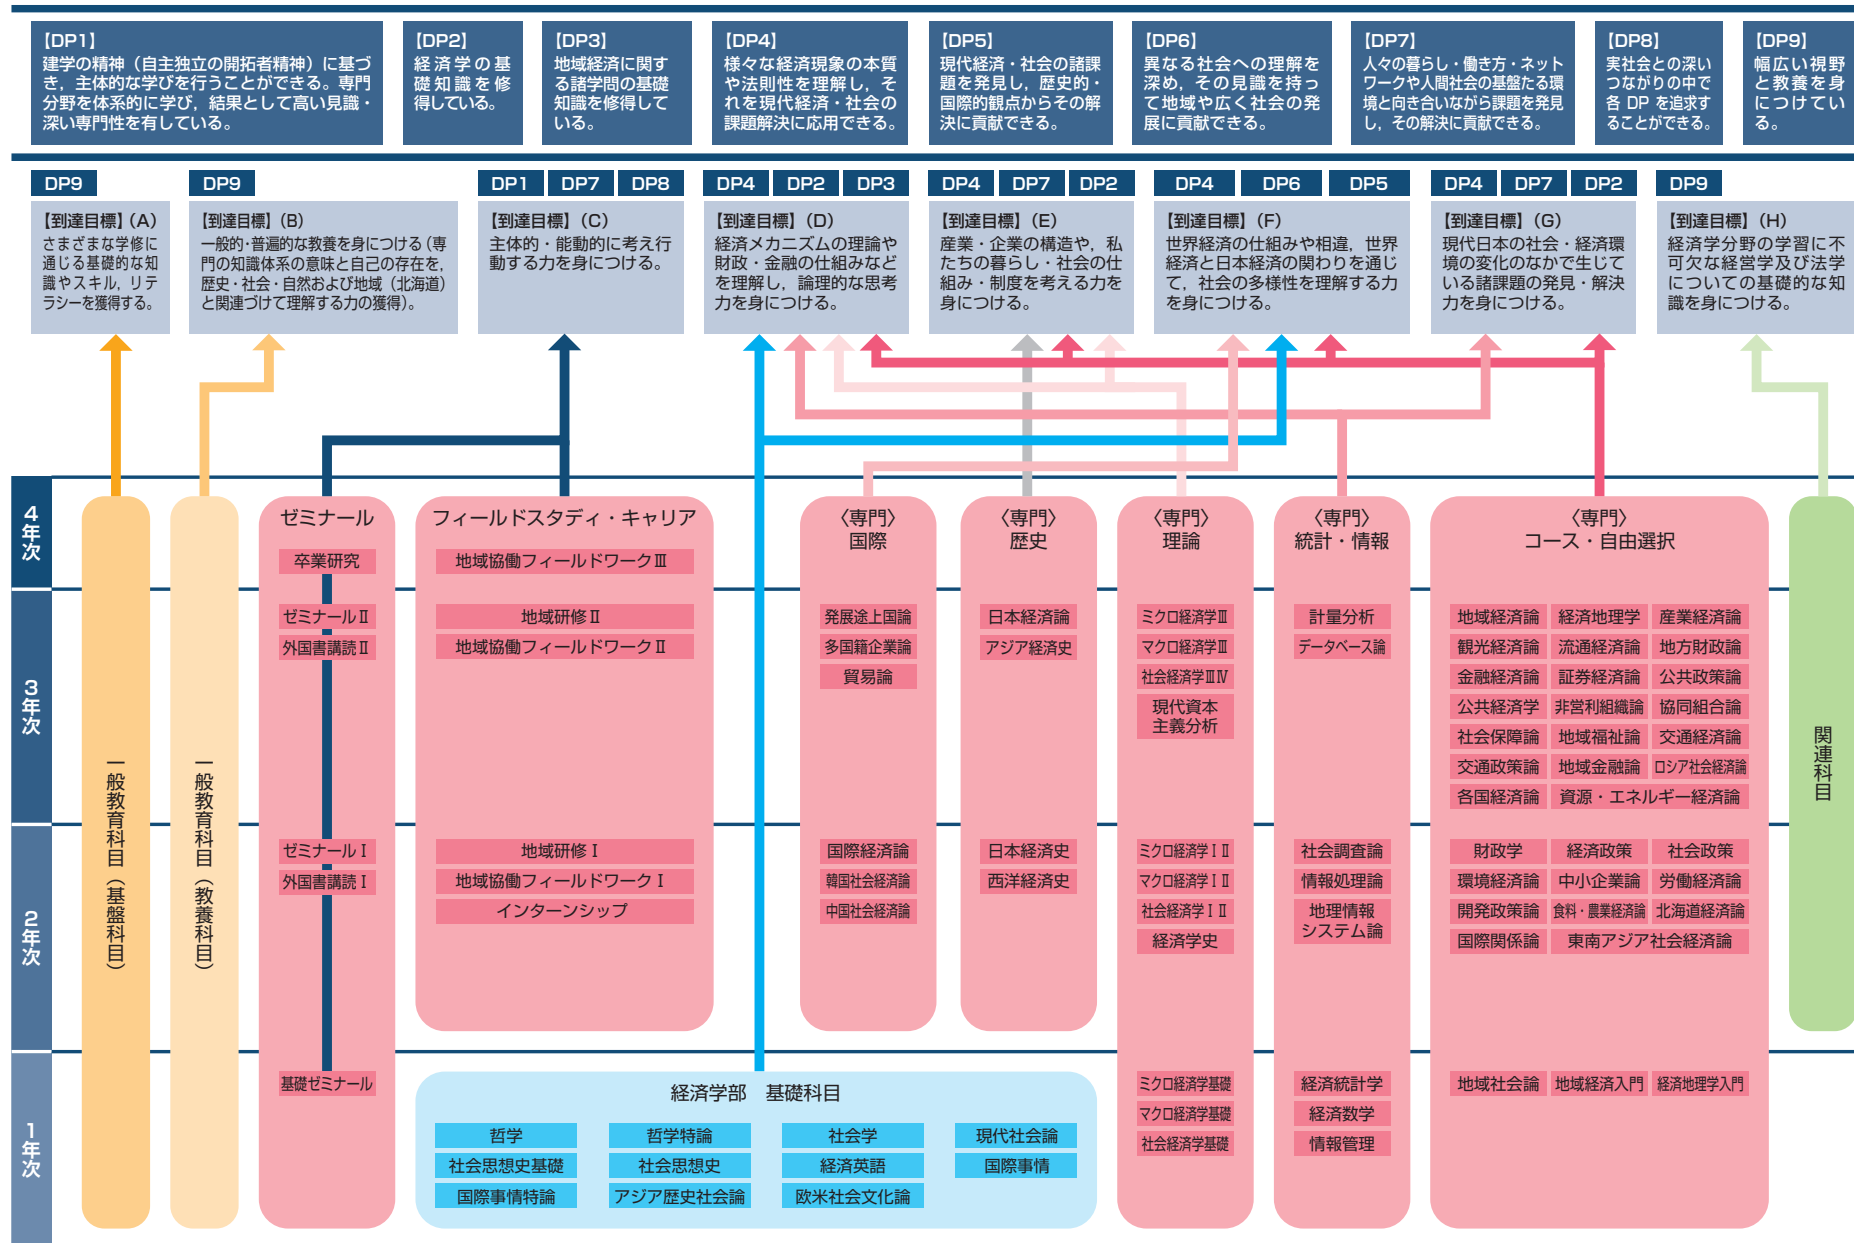 【DP1】
建学の精神（自主独立の開拓者精神）に基づ
き，主体的な学びを行うことができる。専門
分野を体系的に学び，結果として高い見識・
深い専門性を有している。
【DP2】
経済学の基
礎知識を修
得している。
【DP3】
地域経済に関す
る諸学問の基礎
知識を修得して
いる。
【DP4】
様々な経済現象の本質
や法則性を理解し，そ
れを現代経済・社会の
課題解決に応用できる。
【DP5】
現代経済・社会の諸課
題を発見し，歴史的・
国際的観点からその解
決に貢献できる。
【DP6】
異なる社会への理解を
深め，その見識を持っ
て地域や広く社会の発
展に貢献できる。
【DP7】
人々の暮らし・働き方・ネット
ワークや人間社会の基盤たる環
境と向き合いながら課題を発見
し，その解決に貢献できる。
【DP8】
実社会との深い
つながりの中で
各 DP を追求す
ることができる。
【DP9】
幅広い視野
と教養を身
につけてい
る。
DP9
【到達目標】（A）
さまざまな学修に
通じる基礎的な知
識やスキル，リテ
ラシーを獲得する。
DP9
【到達目標】（B）
一般的・普遍的な教養を身につける（専
門の知識体系の意味と自己の存在を，
歴史・社会・自然および地域（北海道）
と関連づけて理解する力の獲得）。
DP1 DP7 DP8
【到達目標】（C）
主体的・能動的に考え行
動する力を身につける。
DP4 DP2 DP3
【到達目標】（D）
経済メカニズムの理論や
財政・金融の仕組みなど
を理解し，論理的な思考
力を身につける。
DP4 DP7 DP2
【到達目標】（E）
産業・企業の構造や，私
たちの暮らし・社会の仕
組み・制度を考える力を
身につける。
DP4 DP6 DP5
【到達目標】（F）
世界経済の仕組みや相違，世界
経済と日本経済の関わりを通じ
て，社会の多様性を理解する力
を身につける。
DP4 DP7 DP2
【到達目標】（G）
現代日本の社会・経済環
境の変化のなかで生じて
いる諸課題の発見・解決
力を身につける。
DP9
【到達目標】（H）
経済学分野の学習に不
可欠な経営学及び法学
についての基礎的な知
識を身につける。
4年次
3年次
2年次
1年次
一般教育科目（基盤科目）
一般教育科目（教養科目）
ゼミナール
卒業研究
ゼミナールⅡ
外国書講読Ⅱ
ゼミナールⅠ
外国書講読Ⅰ
基礎ゼミナール
フィールドスタディ・キャリア
地域協働フィールドワークⅢ
地域研修Ⅱ
地域協働フィールドワークⅡ
地域研修Ⅰ
地域協働フィールドワークⅠ
インターンシップ
〈専門〉
国際
発展途上国論
多国籍企業論
貿易論
国際経済論
韓国社会経済論
中国社会経済論
〈専門〉
歴史
日本経済論
アジア経済史
日本経済史
西洋経済史
〈専門〉
理論
ミクロ経済学Ⅲ
マクロ経済学Ⅲ
社会経済学ⅢⅣ
現代資本
主義分析
ミクロ経済学ⅠⅡ
マクロ経済学ⅠⅡ
社会経済学ⅠⅡ
経済学史
ミクロ経済学基礎
マクロ経済学基礎
社会経済学基礎
〈専門〉
統計・情報
計量分析
データベース論
社会調査論
情報処理論
地理情報
システム論
経済統計学
経済数学
情報管理
〈専門〉
コース・自由選択
地域経済論 経済地理学 産業経済論
観光経済論 流通経済論 地方財政論
金融経済論 証券経済論 公共政策論
公共経済学 非営利組織論 協同組合論
社会保障論 地域福祉論 交通経済論
交通政策論 地域金融論 ロシア社会経済論
各国経済論 資源・エネルギー経済論
財政学 経済政策 社会政策
環境経済論 中小企業論 労働経済論
開発政策論 食料・農業経済論 北海道経済論
国際関係論 東南アジア社会経済論
地域社会論 地域経済入門 経済地理学入門
関連科目
経済学部　基礎科目
哲学 哲学特論 社会学 現代社会論
社会思想史基礎 社会思想史 経済英語 国際事情
国際事情特論 アジア歴史社会論 欧米社会文化論